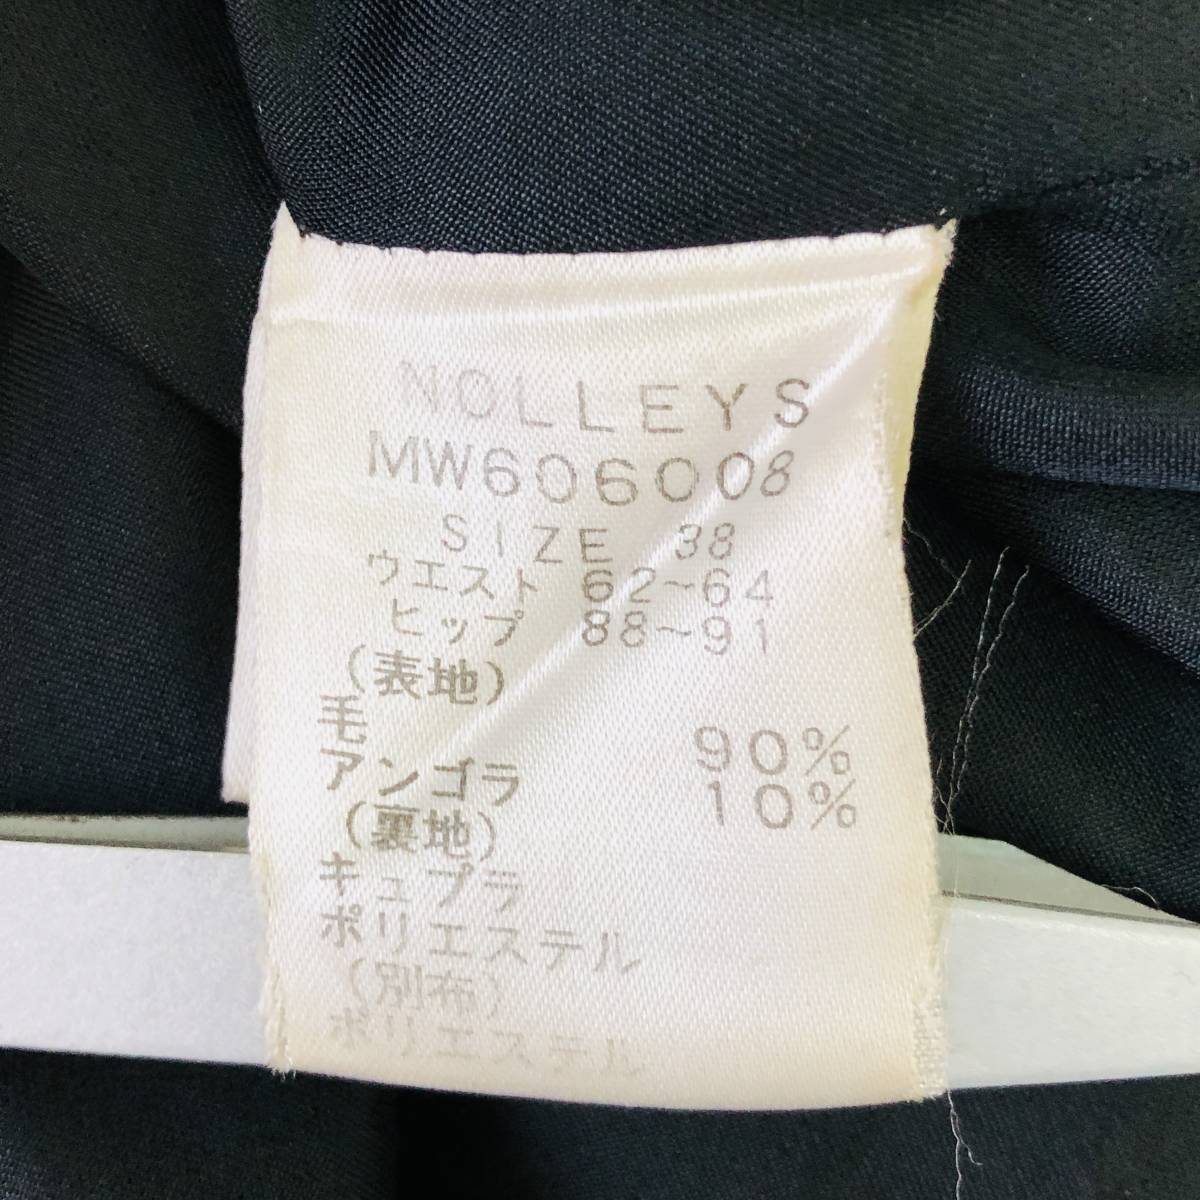 NOLLEYS
MW606008
SIZE 38
ウエスト 62~64
ヒップ 88~91
(表地)
毛 90%
アンゴラ 10%
(裏地)
キュプラ
ポリエステル
(別布)
ポリエステル